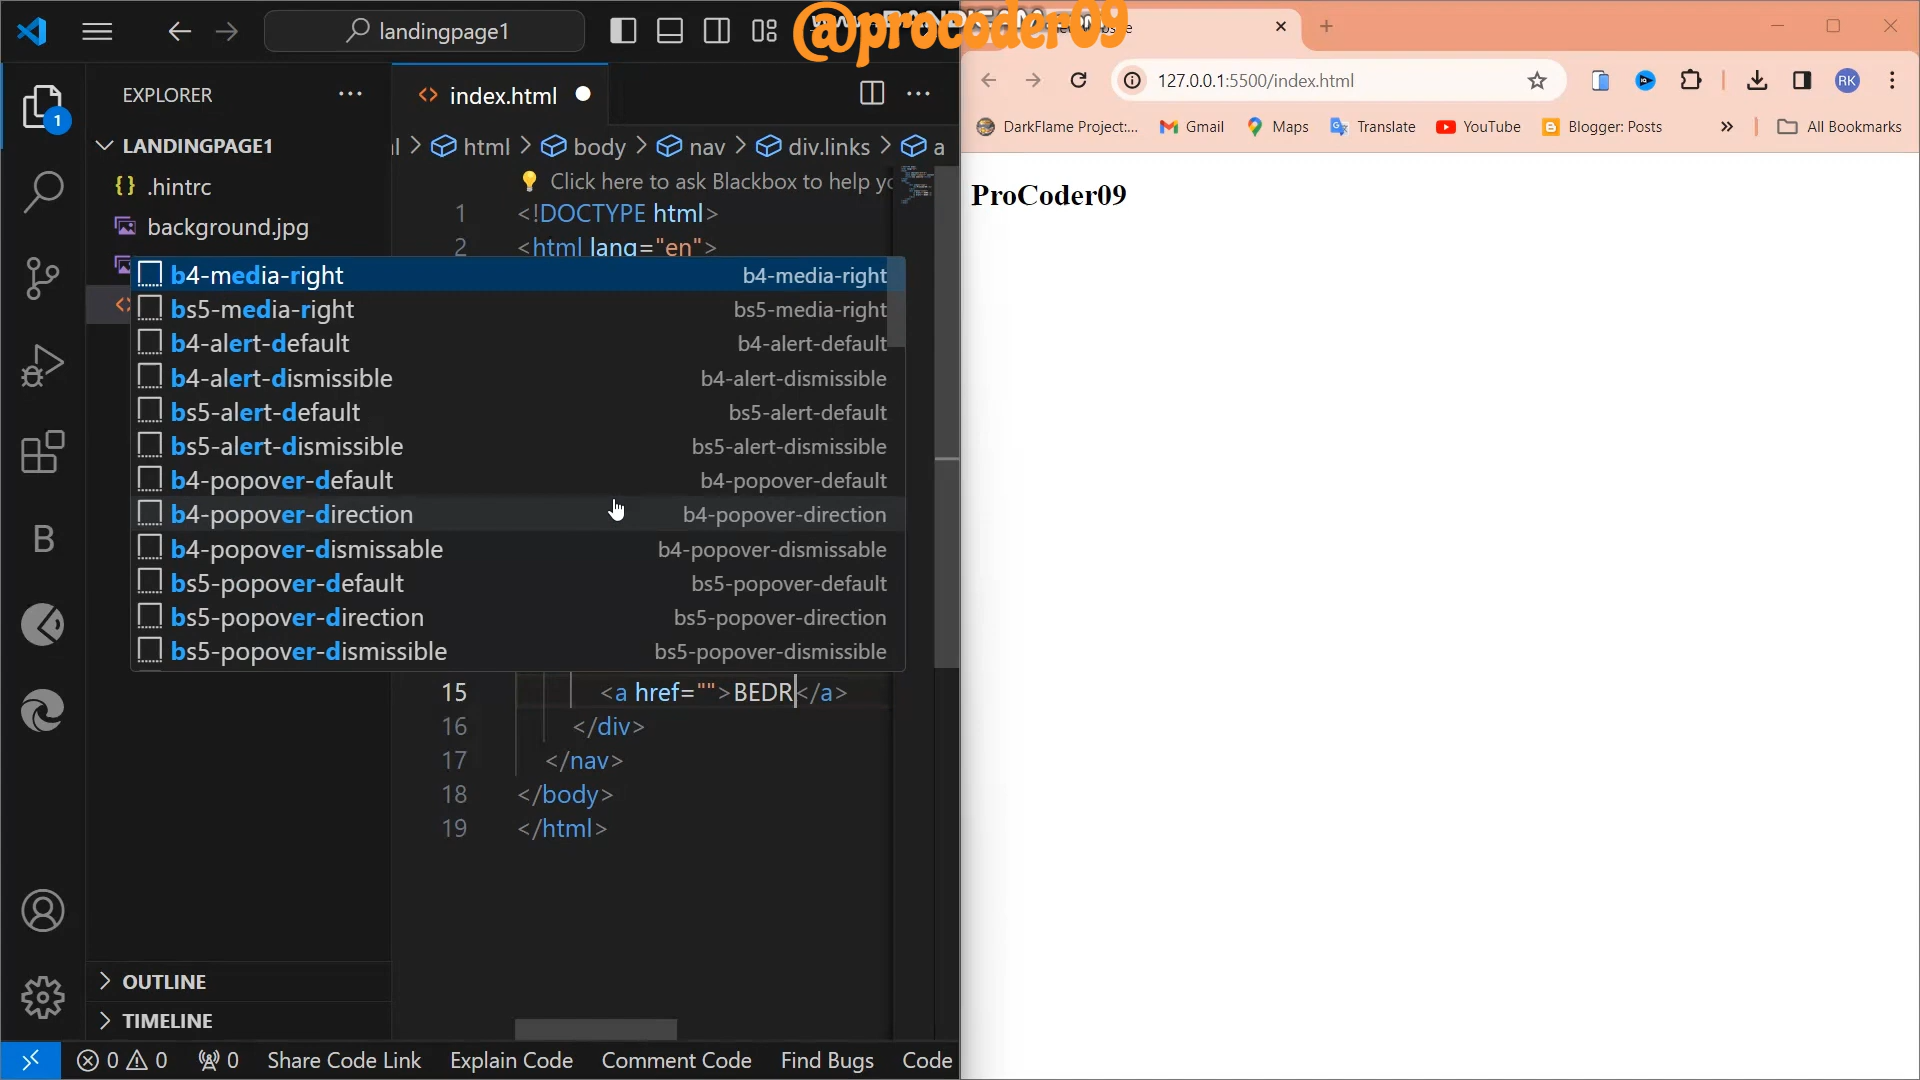 landingpage1
@procoder09
EXPLORER
LANDINGPAGE1
.hintrc
background.jpg
index.html
html
body
nav
div.links
a
Click here to ask Blackbox to help yo
1 <!DOCTYPE html>
2 <html lang="en">
b4-media-right b4-media-right
bs5-media-right bs5-media-right
b4-alert-default b4-alert-default
b4-alert-dismissible b4-alert-dismissible
bs5-alert-default bs5-alert-default
bs5-alert-dismissible bs5-alert-dismissible
b4-popover-default b4-popover-default
b4-popover-direction b4-popover-direction
b4-popover-dismissable b4-popover-dismissable
bs5-popover-default bs5-popover-default
bs5-popover-direction bs5-popover-direction
bs5-popover-dismissible bs5-popover-dismissible
15 <a href="">BEDR</a>
16 </div>
17 </nav>
18 </body>
19 </html>
OUTLINE
TIMELINE
0 0 0 Share Code Link Explain Code Comment Code Find Bugs Code
127.0.0.1:5500/index.html
RK
DarkFlame Project:... Gmail Maps Translate YouTube Blogger: Posts » All Bookmarks
ProCoder09